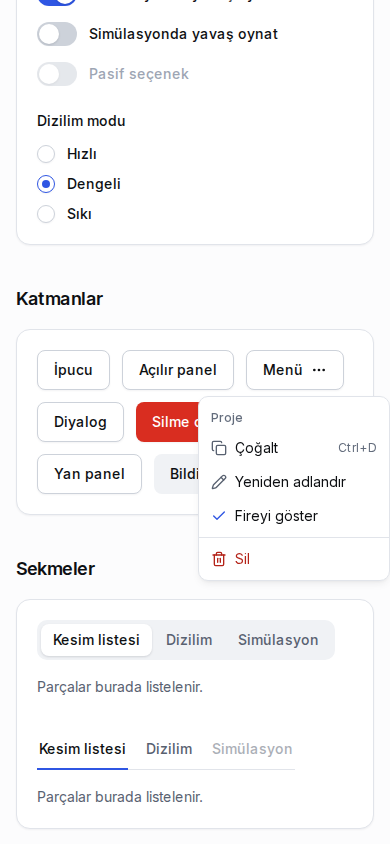 Simülasyonda yavaş oynat
Pasif seçenek
Dizilim modu
Hızlı
Dengeli
Sıkı
Katmanlar
İpucu
Açılır panel
Menü
Diyalog
Silme
Yan panel
Proje
Çoğalt Ctrl+D
Yeniden adlandır
Fireyi göster
Sil
Sekmeler
Kesim listesi Dizilim Simülasyon
Parçalar burada listelenir.
Kesim listesi Dizilim Simülasyon
Parçalar burada listelenir.